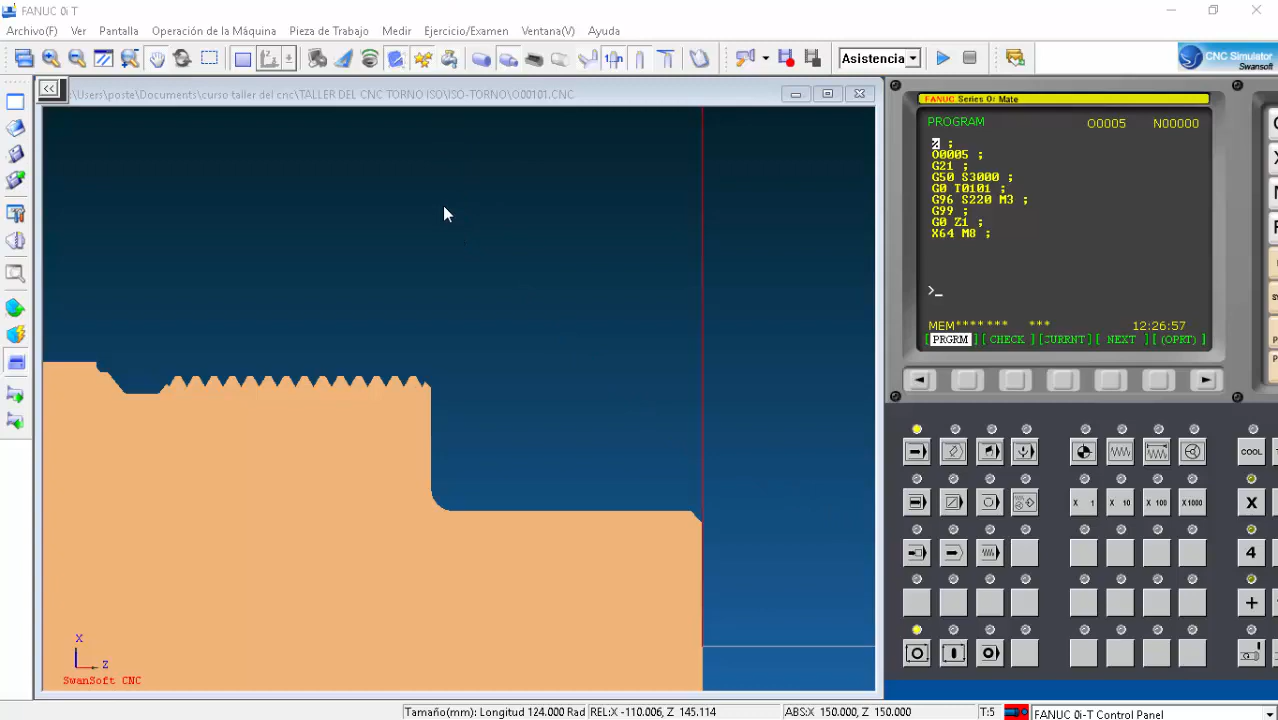 FANUC 0i T
Archivo(F) Ver Pantalla Operación de la Máquina Pieza de Trabajo Medir Ejercicio/Examen Ventana(V) Ayuda
Asistencia
CNC Simulator
Swansoft
\Users\poste\Documents\curso taller del cnc\TALLER DEL CNC TORNO ISO\ISO-TORNO\O00101.CNC
FANUC Series 0i Mate
PROGRAM O0005 N00000
% ;
O0005 ;
G21 ;
G50 S3000 ;
G0 T0101 ;
G96 S220 M3 ;
G99 ;
G0 Z1 ;
X64 M8 ;
>_
MEM******* *** 12:26:57
[ PRGRM ] [ CHECK ] [CURRNT ] [ NEXT ] [ (OPRT) ]
COOL
X 1 X 10 X 100 X1000
X
4
+
X
Z
SwanSoft CNC
Tamaño(mm): Longitud 124.000 Rad REL:X -110.006, Z 145.114 ABS:X 150.000, Z 150.000 T:5 FANUC 0i-T Control Panel